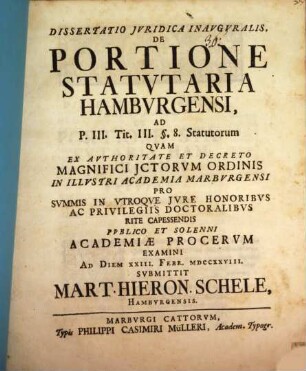 DISSERTATIO JVRIDICA INAVGVRALIS,
DE
PORTIONE
STATVTARIA
HAMBVRGENSI,
AD
P. III. Tit. III. §. 8. Statutorum
QVAM
EX AVTHORITATE ET DECRETO
MAGNIFICI JCTORVM ORDINIS
IN ILLVSTRI ACADEMIA MARBVRGENSI
PRO
SVMMIS IN VTROQVE JVRE HONORIBVS
AC PRIVILEGIIS DOCTORALIBVS
RITE CAPESSENDIS
PVBLICO ET SOLENNI
ACADEMIÆ PROCERVM
EXAMINI
AD DIEM XXIII. FEBR. MDCCXXVIII.
SVBMITTIT
MART. HIERON. SCHELE,
HAMBVRGENSIS.
MARBVRGI CATTORVM,
Typis PHILIPPI CASIMIRI MüLLERI, Academ. Typogr.